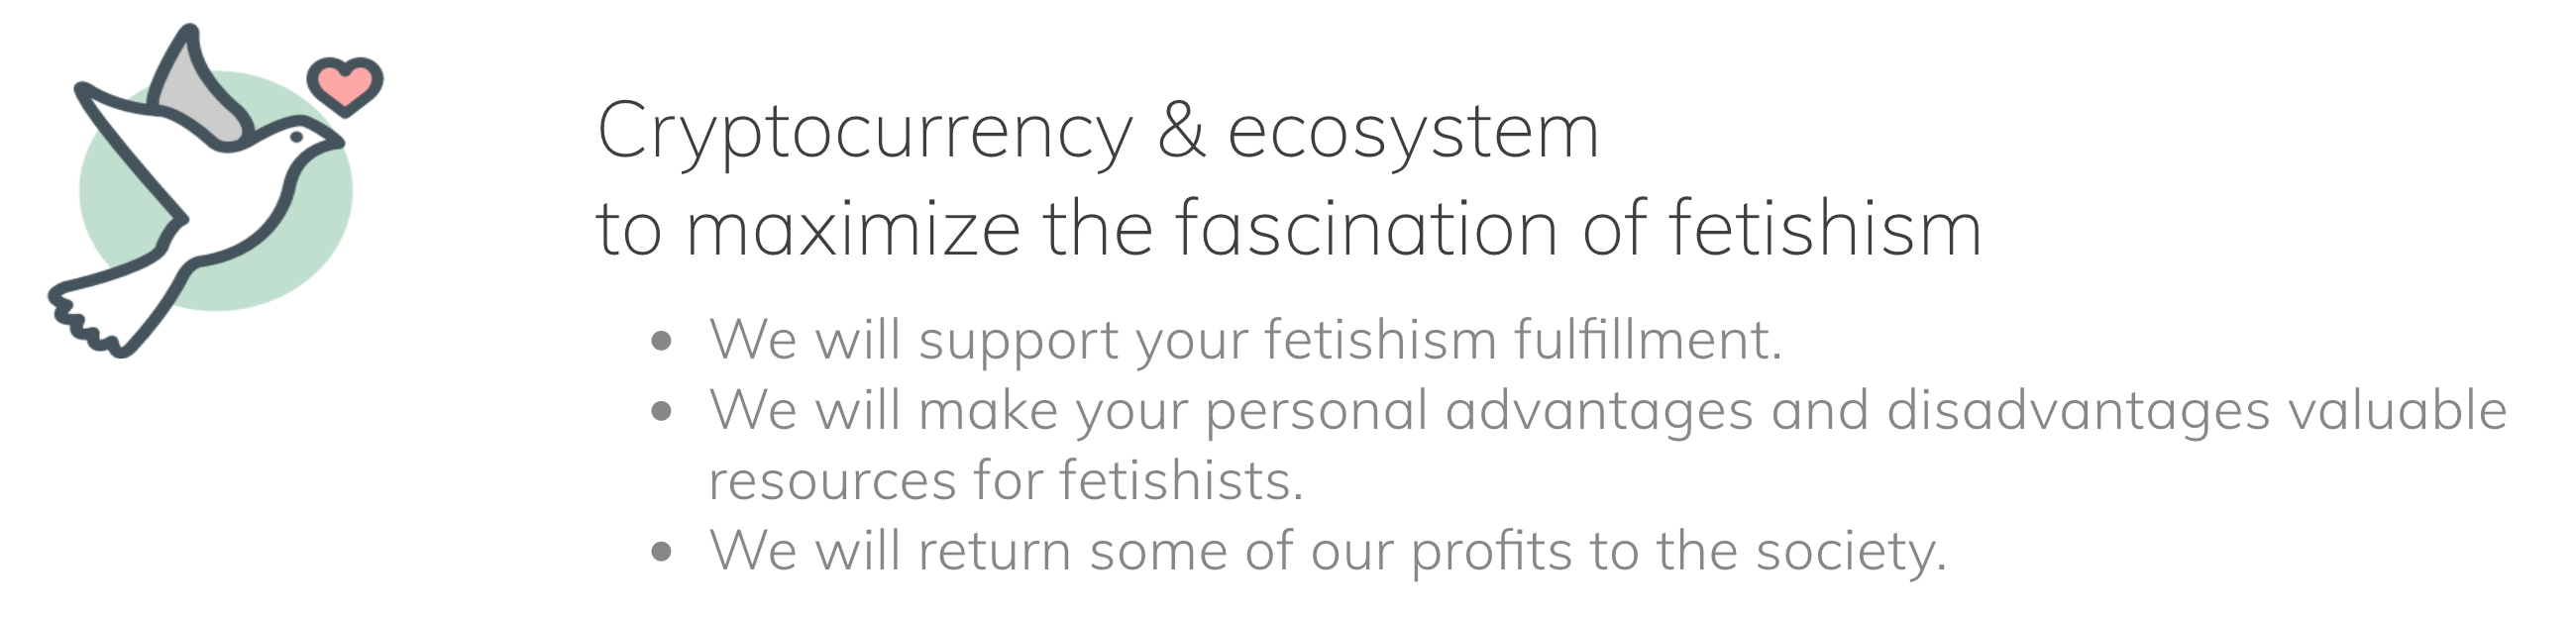 Cryptocurrency & ecosystem
to maximize the fascination of fetishism
• We will support your fetishism fulfillment.
• We will make your personal advantages and disadvantages valuable
resources for fetishists.
• We will return some of our profits to the society.